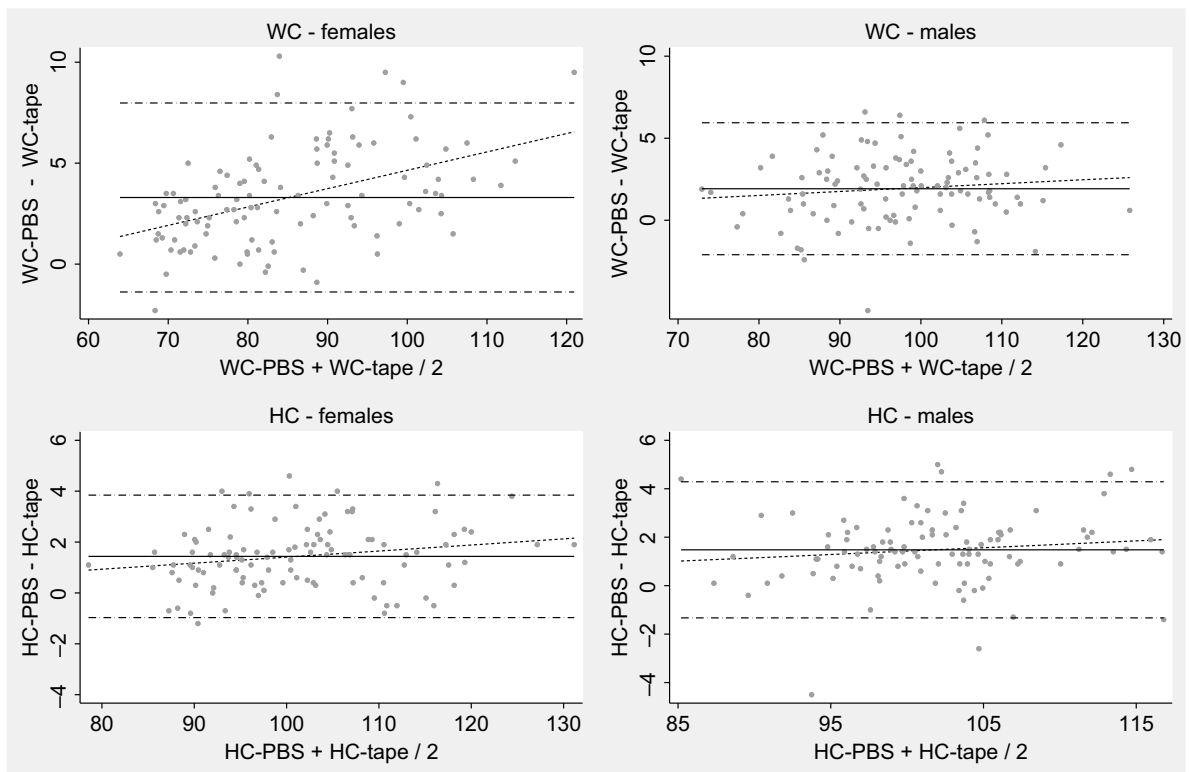 WC - females
WC-PBS - WC-tape
10
5
0
60 70 80 90 100 110 120
WC-PBS + WC-tape / 2
WC - males
WC-PBS - WC-tape
10
5
0
70 80 90 100 110 120 130
WC-PBS + WC-tape / 2
HC - females
HC-PBS - HC-tape
6
4
2
0
−2
−4
80 90 100 110 120 130
HC-PBS + HC-tape / 2
HC - males
HC-PBS - HC-tape
6
4
2
0
−2
−4
85 95 105 115
HC-PBS + HC-tape / 2